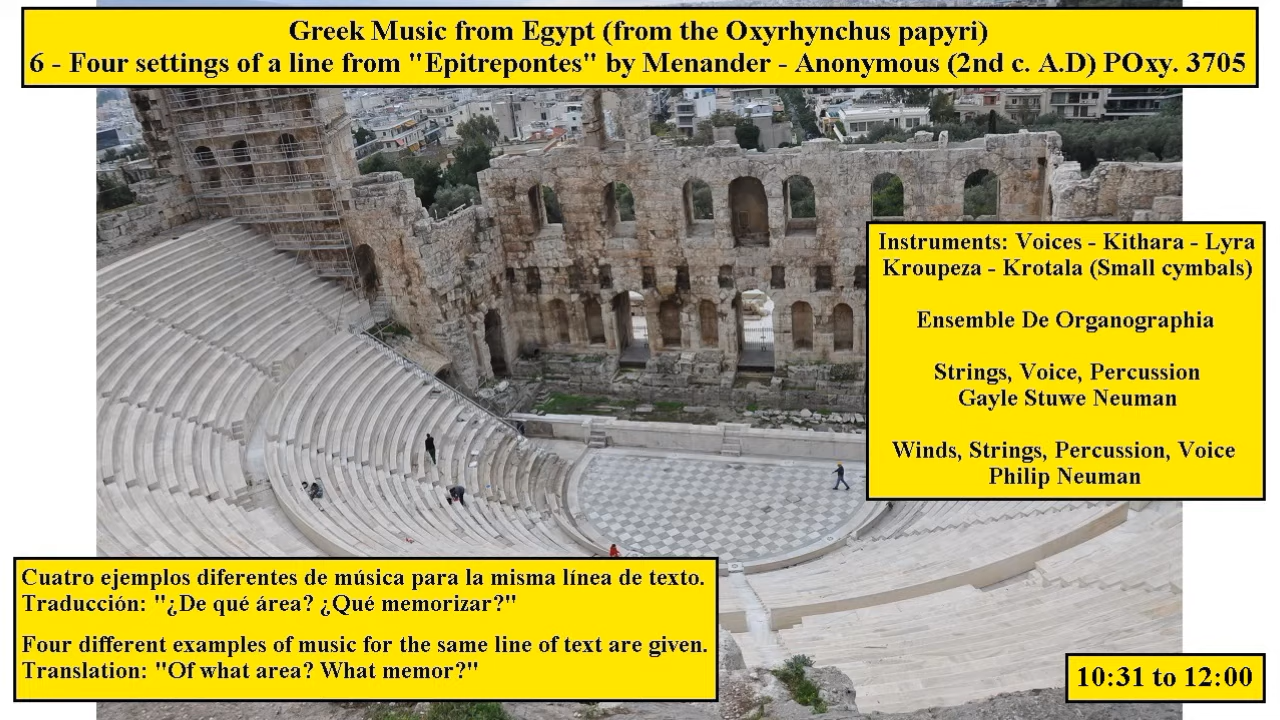 Greek Music from Egypt (from the Oxyrhynchus papyri)
6 - Four settings of a line from "Epitrepontes" by Menander - Anonymous (2nd c. A.D) POxy. 3705
Instruments: Voices - Kithara - Lyra
Kroupeza - Krotala (Small cymbals)
Ensemble De Organographia
Strings, Voice, Percussion
Gayle Stuwe Neuman
Winds, Strings, Percussion, Voice
Philip Neuman
Cuatro ejemplos diferentes de música para la misma línea de texto.
Traducción: "¿De qué área? ¿Qué memorizar?"
Four different examples of music for the same line of text are given.
Translation: "Of what area? What memor?"
10:31 to 12:00